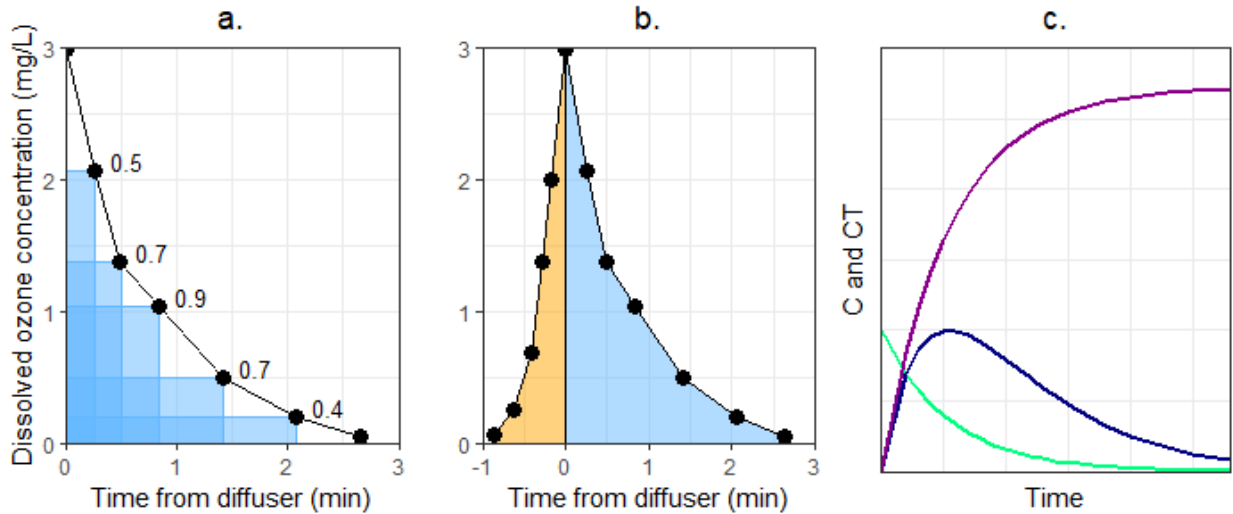 a.
Dissolved ozone concentration (mg/L)
3
2
1
0
0.5
0.7
0.9
0.7
0.4
0 1 2 3
Time from diffuser (min)
b.
3
2
1
0
-1 0 1 2 3
Time from diffuser (min)
c.
C and CT
Time